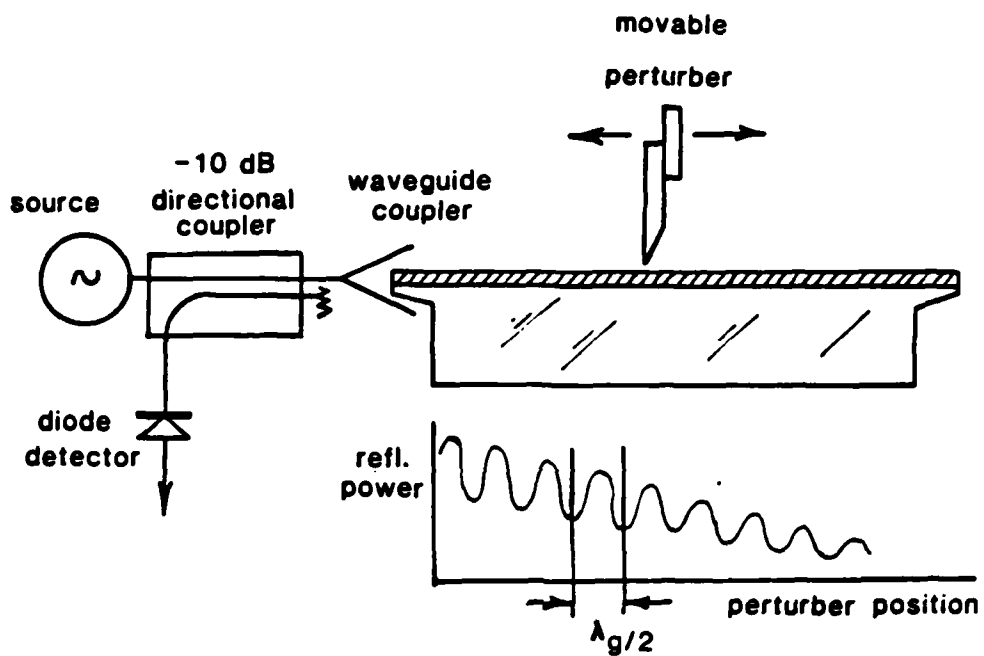 movable
perturber
-10 dB
directional
coupler
waveguide
coupler
source
~
diode
detector
refl.
power
perturber position
λg/2